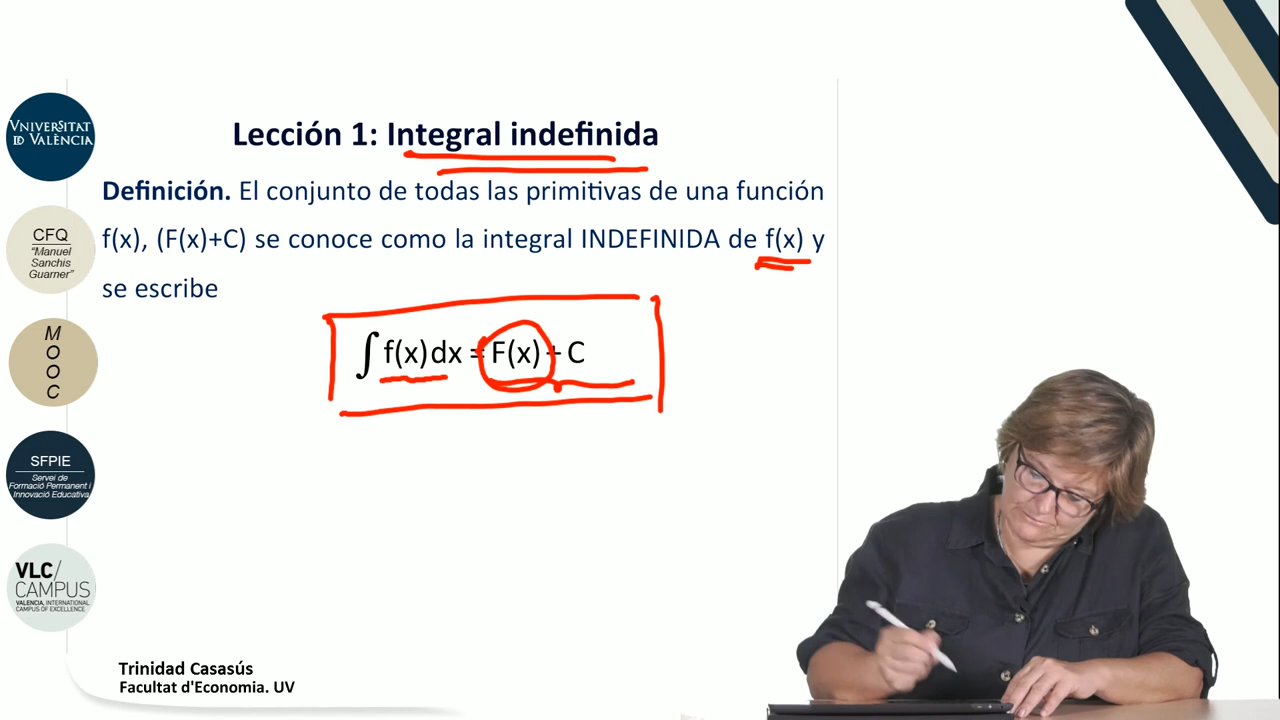 Lección 1: Integral indefinida
VNIVERSITAT
ID VALÈNCIA
Definición. El conjunto de todas las primitivas de una función
f(x), (F(x)+C) se conoce como la integral INDEFINIDA de f(x) y
se escribe
CFQ
"Manuel
Sanchis
Guarner"
∫ f(x)dx = F(x) + C
M
O
O
C
SFPIE
Servei de
Formació Permanent i
Innovació Educativa
VLC/
CAMPUS
VALENCIA, INTERNATIONAL
CAMPUS OF EXCELLENCE
Trinidad Casasús
Facultat d'Economia. UV